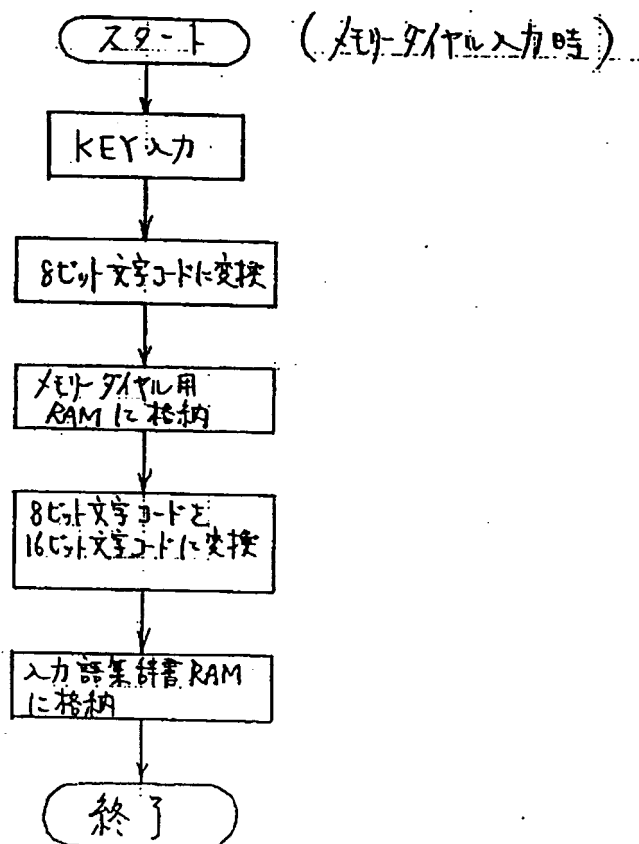 スタート
(メモリーダイヤル入力時)
KEY入力
8ビット文字コードに変換
メモリーダイヤル用
RAMに格納
8ビット文字コードを
16ビット文字コードに変換
入力語彙辞書RAM
に格納
終了